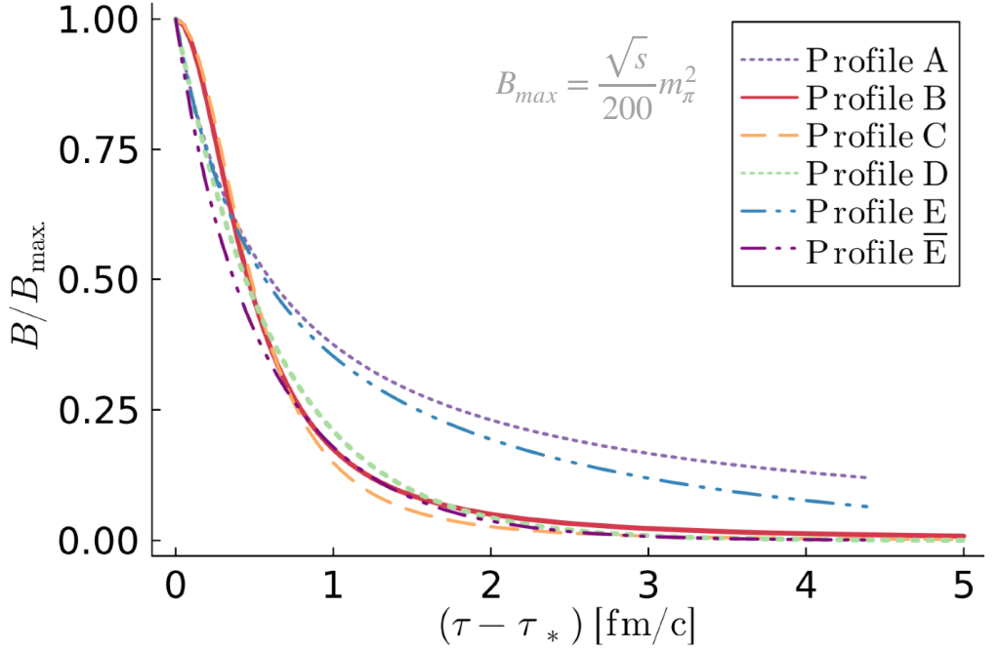 1.00
0.75
0.50
0.25
0.00
B/B_max.
B_max = √s/200 m_π^2
Profile A
Profile B
Profile C
Profile D
Profile E
Profile E̅
0 1 2 3 4 5
(τ − τ_*) [fm/c]